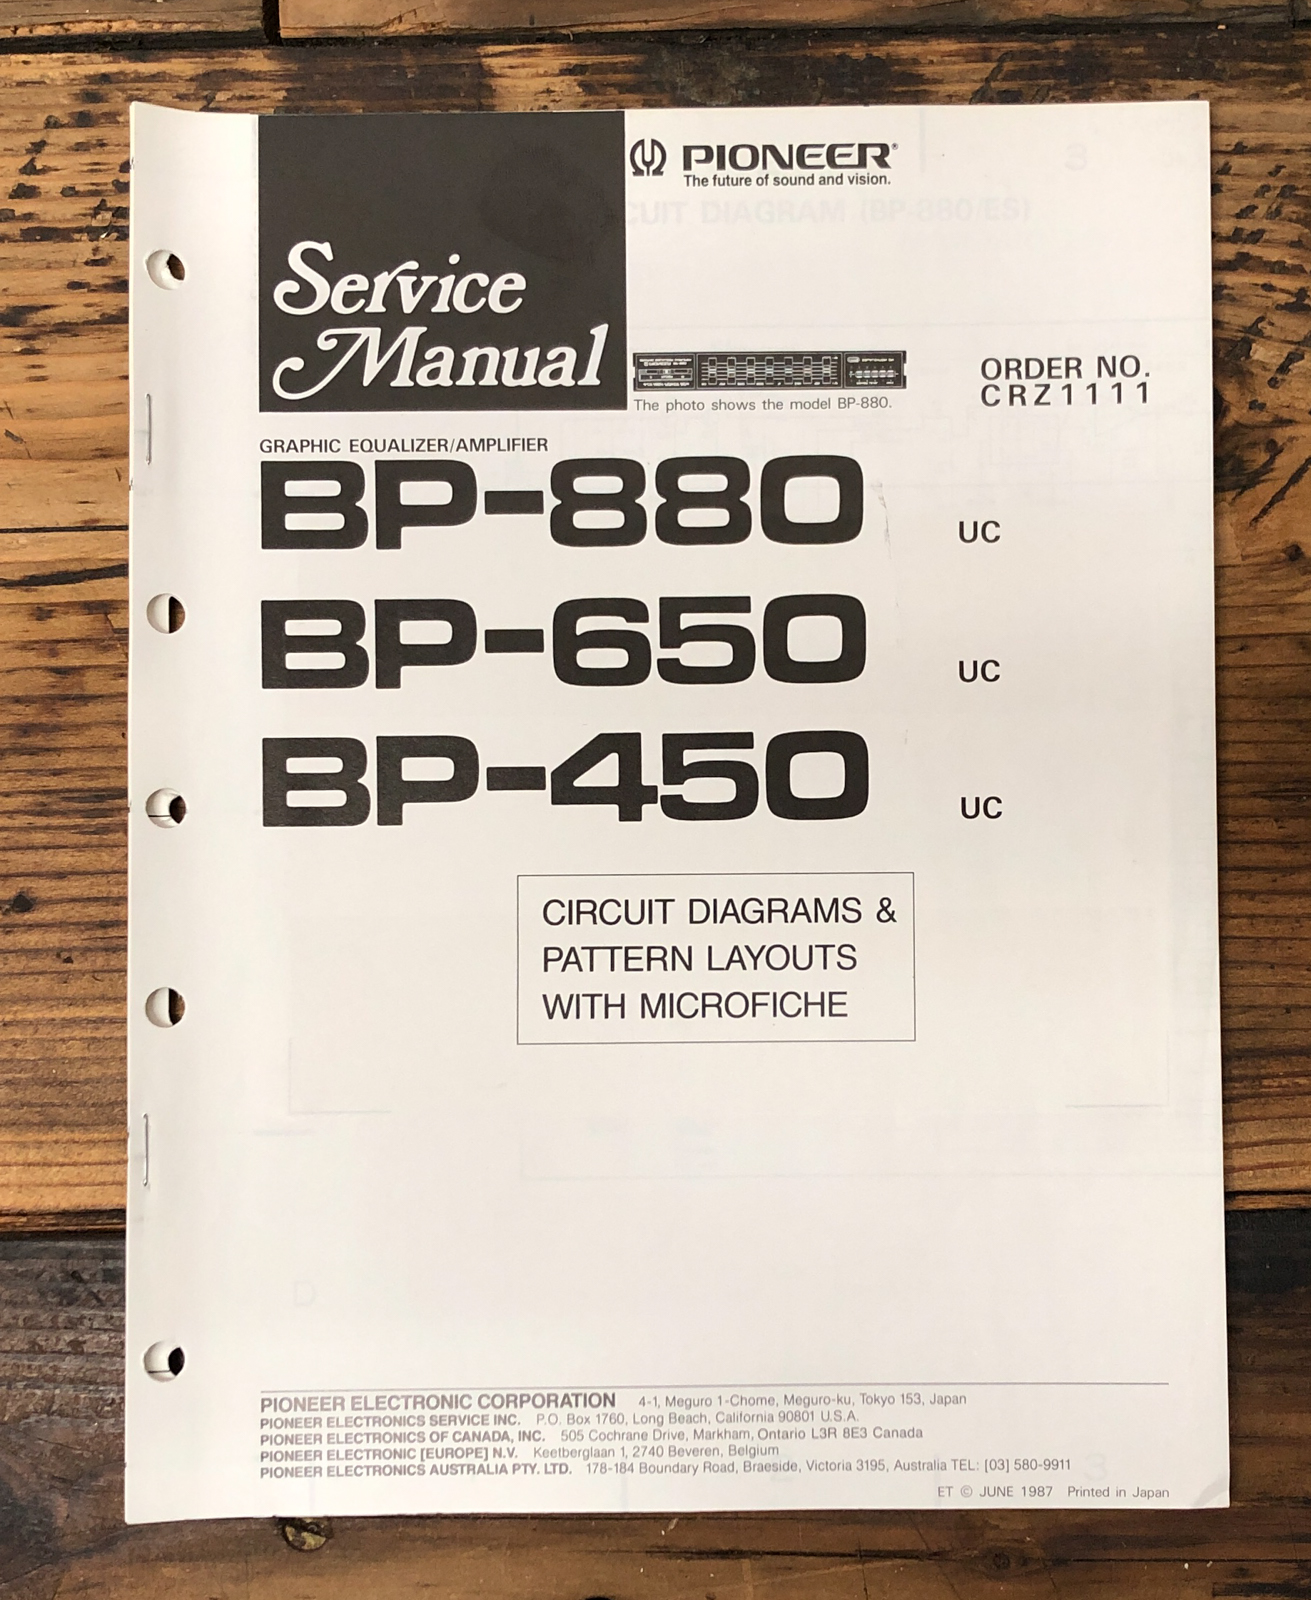 PIONEER®
The future of sound and vision.
Service
Manual
The photo shows the model BP-880.
ORDER NO.
CRZ1111
GRAPHIC EQUALIZER/AMPLIFIER
BP-880 UC
BP-650 UC
BP-450 UC
CIRCUIT DIAGRAMS &
PATTERN LAYOUTS
WITH MICROFICHE
PIONEER ELECTRONIC CORPORATION 4-1, Meguro 1-Chome, Meguro-ku, Tokyo 153, Japan
PIONEER ELECTRONICS SERVICE INC. P.O. Box 1760, Long Beach, California 90801 U.S.A.
PIONEER ELECTRONICS OF CANADA, INC. 505 Cochrane Drive, Markham, Ontario L3R 8E3 Canada
PIONEER ELECTRONIC [EUROPE] N.V. Keetberglaan 1, 2740 Beveren, Belgium
PIONEER ELECTRONICS AUSTRALIA PTY. LTD. 178-184 Boundary Road, Braeside, Victoria 3195, Australia TEL: [03] 580-9911
ET © JUNE 1987 Printed in Japan